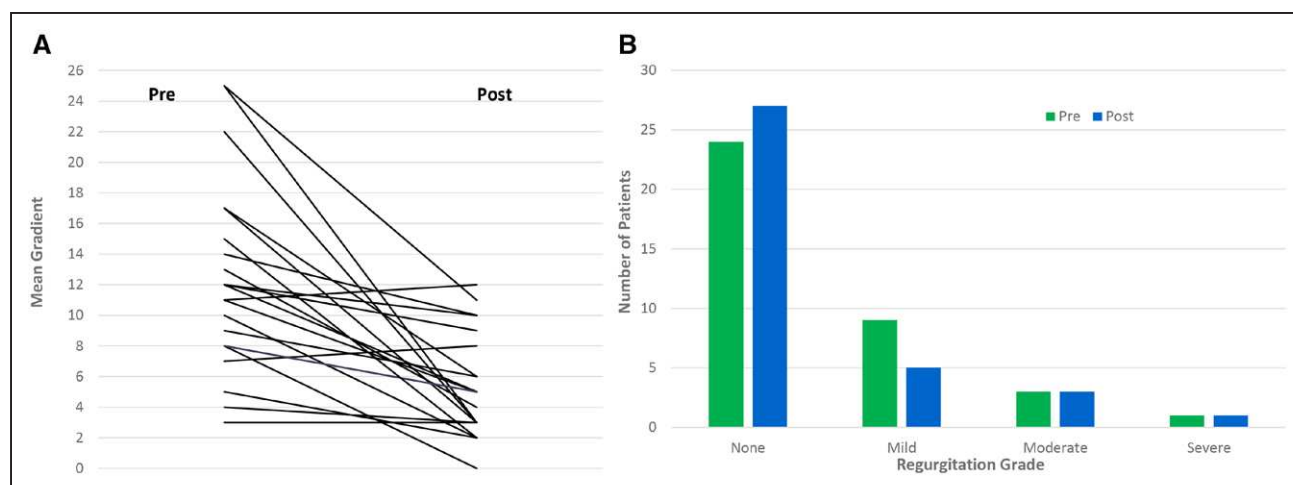 A
B
26
24
22
20
18
16
14
12
10
8
6
4
2
0
Mean Gradient
Pre
Post
30
25
20
15
10
5
0
Number of Patients
Pre Post
None Mild Moderate Severe
Regurgitation Grade